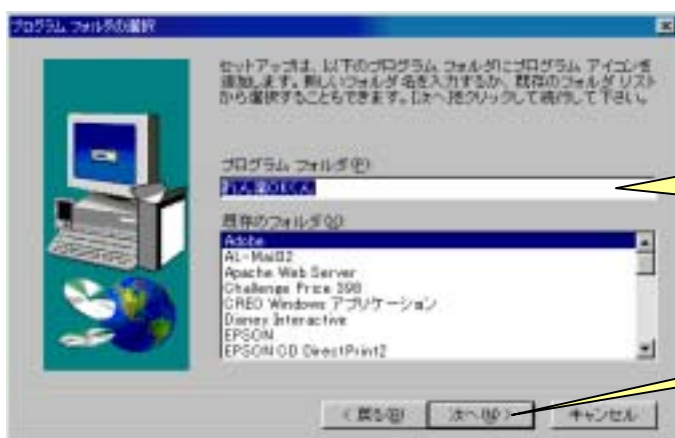 プログラム フォルダの選択
セットアップは、以下のプログラム フォルダにプログラム アイコンを
追加します。新しいフォルダ名を入力するか、既存のフォルダ リスト
から選択することもできます。[次へ]をクリックして続行して下さい。
プログラム フォルダ(P)
既存のフォルダ(X)
Adobe
AL-Mail32
Apache Web Server
Challenge Price 398
CREO Windows アプリケーション
Disney Interactive
EPSON
EPSON CD DirectPrint2
< 戻る(B)
次へ(N) >
キャンセル